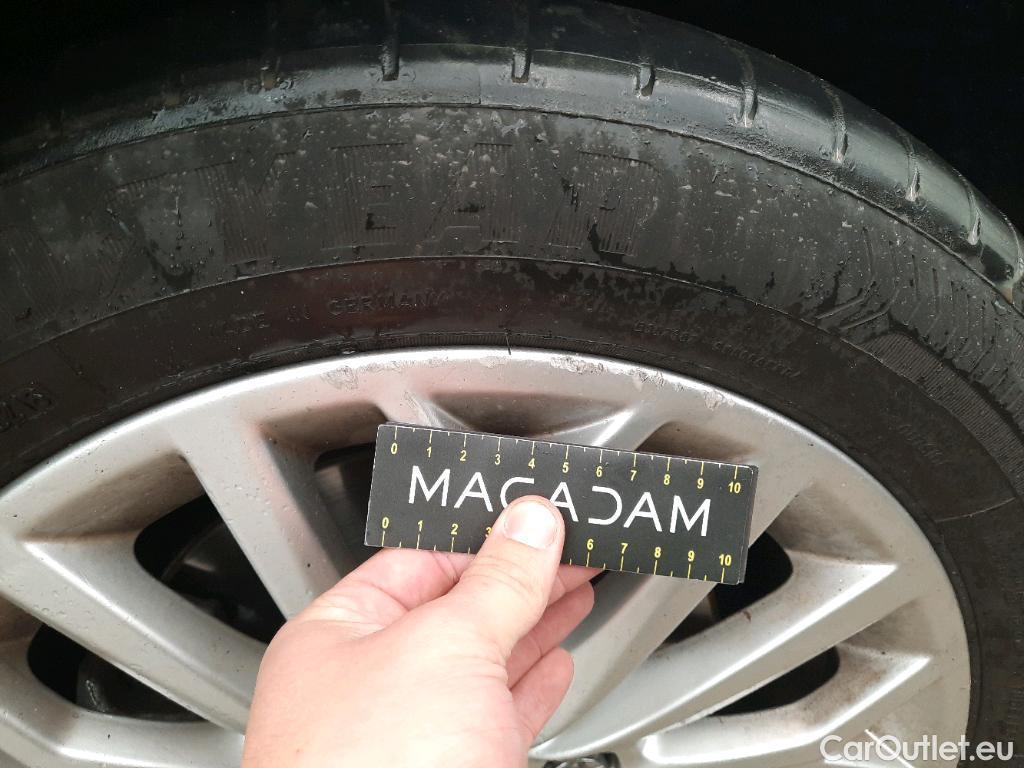 YEAR
MADE IN GERMANY
0 1 2 3 4 5 6 7 8 9 10
MACADAM
0 1 2 3 6 7 8 9 10
CarOutlet.eu